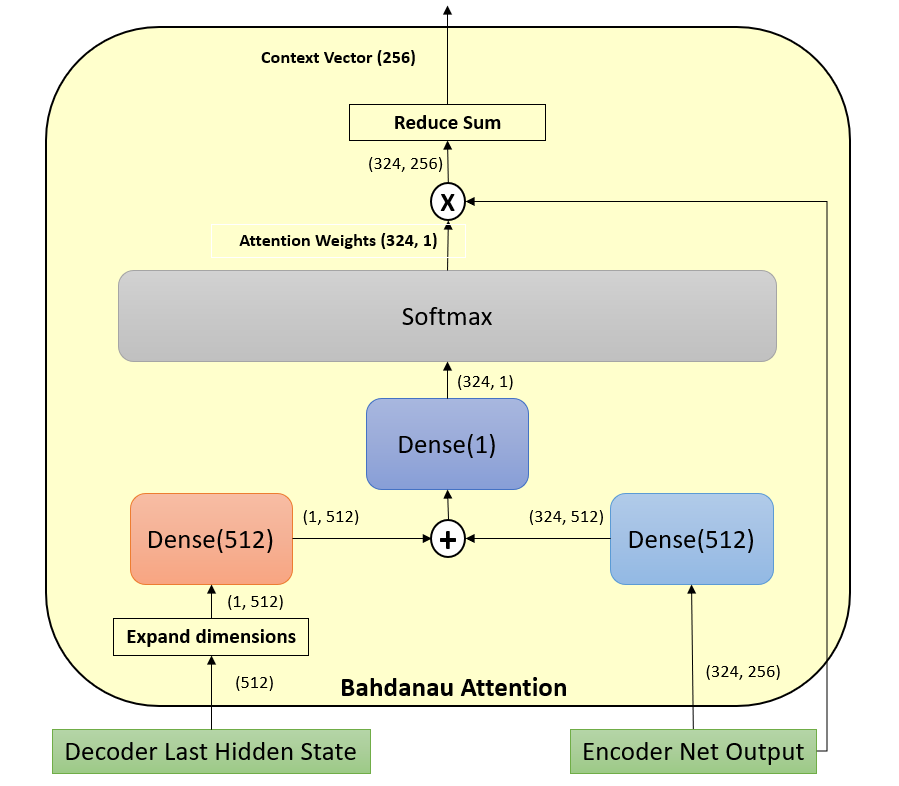 Context Vector (256)
Reduce Sum
(324, 256)
X
Attention Weights (324, 1)
Softmax
(324, 1)
Dense(1)
Dense(512)
(1, 512)
+
(324, 512)
Dense(512)
(1, 512)
Expand dimensions
(512)
(324, 256)
Bahdanau Attention
Decoder Last Hidden State
Encoder Net Output